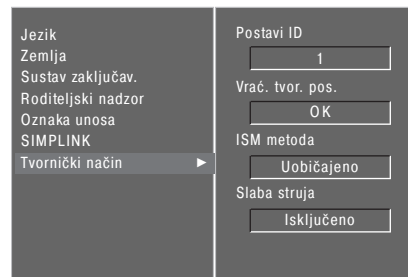 Jezik
Zemlja
Sustav zaključav.
Roditeljski nadzor
Oznaka unosa
SIMPLINK
Tvornički način ►
Postavi ID
1
Vrać. tvor. pos.
OK
ISM metoda
Uobičajeno
Slaba struja
Isključeno